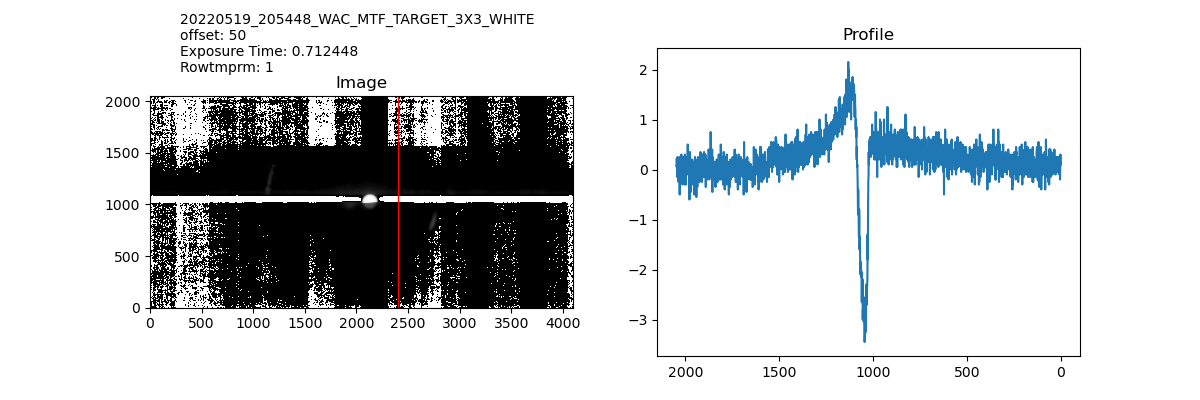 20220519_205448_WAC_MTF_TARGET_3X3_WHITE
offset: 50
Exposure Time: 0.712448
Rowtmprm: 1
Image
2000
1500
1000
500
0
0 500 1000 1500 2000 2500 3000 3500 4000
Profile
2
1
0
−1
−2
−3
2000 1500 1000 500 0